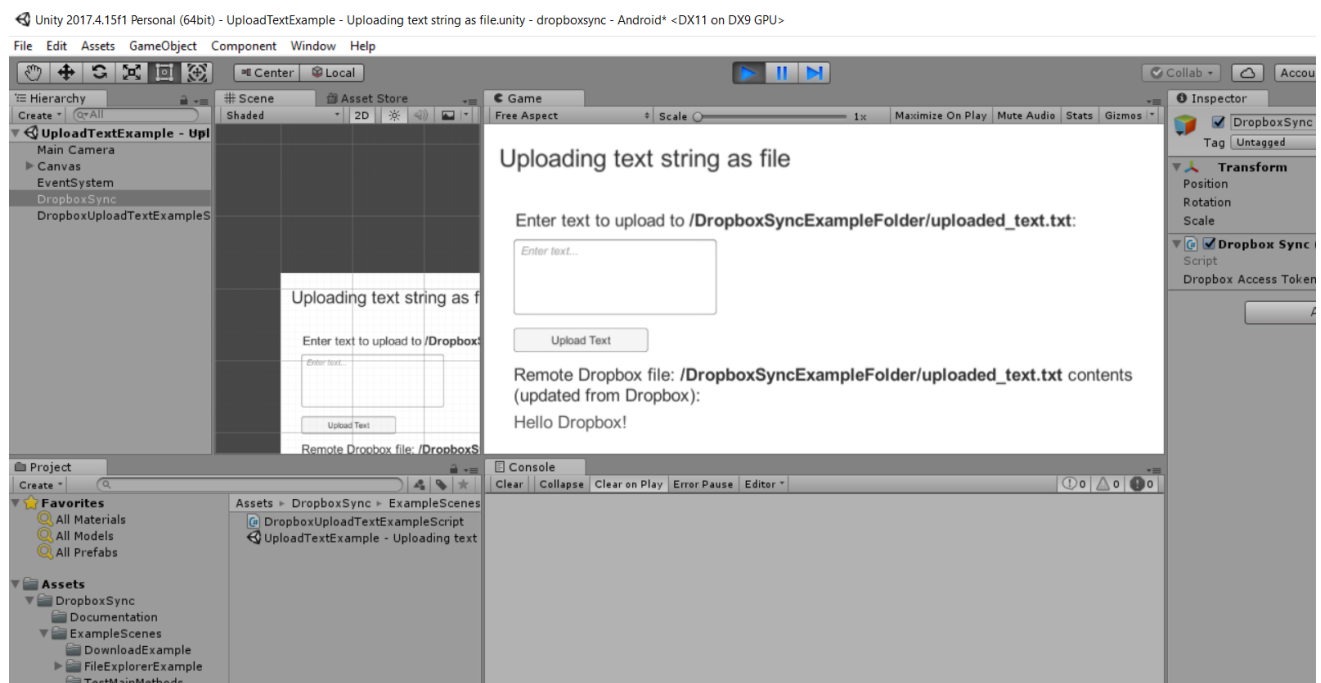 Unity 2017.4.15f1 Personal (64bit) - UploadTextExample - Uploading text string as file.unity - dropboxsync - Android* <DX11 on DX9 GPU>
File Edit Assets GameObject Component Window Help
Center Local Collab Accou
Hierarchy
Create All
UploadTextExample - Upl
Main Camera
Canvas
EventSystem
DropboxSync
DropboxUploadTextExampleS
Scene Asset Store
Shaded 2D
Uploading text string as f
Enter text to upload to /Dropbox
Enter text...
Upload Text
Remote Dropbox file: /DropboxS
Game
Free Aspect Scale 1x Maximize On Play Mute Audio Stats Gizmos
Uploading text string as file
Enter text to upload to /DropboxSyncExampleFolder/uploaded_text.txt:
Enter text...
Upload Text
Remote Dropbox file: /DropboxSyncExampleFolder/uploaded_text.txt contents
(updated from Dropbox):
Hello Dropbox!
Inspector
DropboxSync
Tag Untagged
Transform
Position
Rotation
Scale
Dropbox Sync (
Script
Dropbox Access Token
A
Project
Create
Favorites
All Materials
All Models
All Prefabs
Assets
DropboxSync
Documentation
ExampleScenes
DownloadExample
FileExplorerExample
TestMainMethods
Assets DropboxSync ExampleScenes
DropboxUploadTextExampleScript
UploadTextExample - Uploading text
Console
Clear Collapse Clear on Play Error Pause Editor 0 0 0